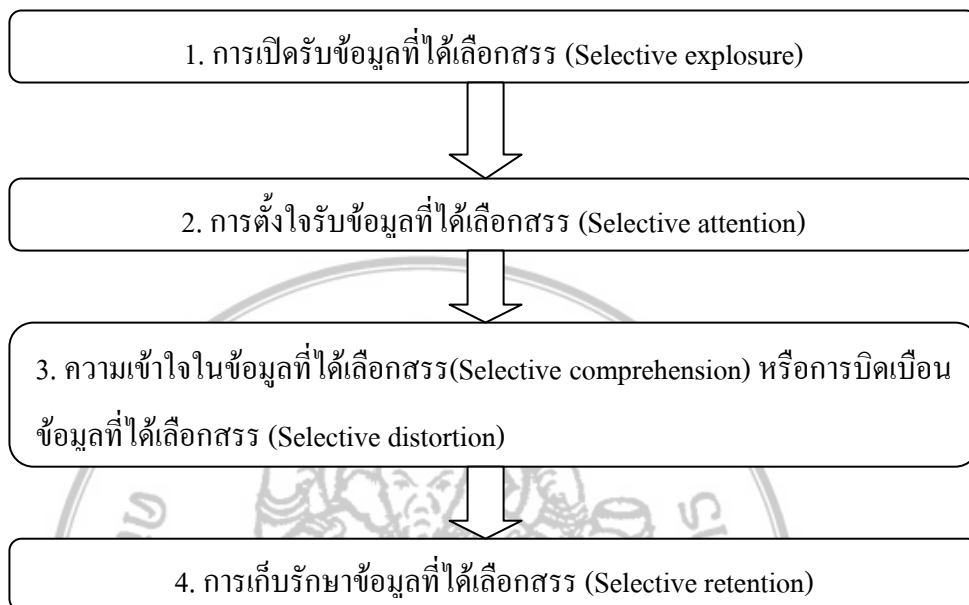 1. การเปิดรับข้อมูลที่ได้เลือกสรร (Selective explosure)
2. การตั้งใจรับข้อมูลที่ได้เลือกสรร (Selective attention)
3. ความเข้าใจในข้อมูลที่ได้เลือกสรร(Selective comprehension) หรือการบิดเบือน
ข้อมูลที่ได้เลือกสรร (Selective distortion)
4. การเก็บรักษาข้อมูลที่ได้เลือกสรร (Selective retention)